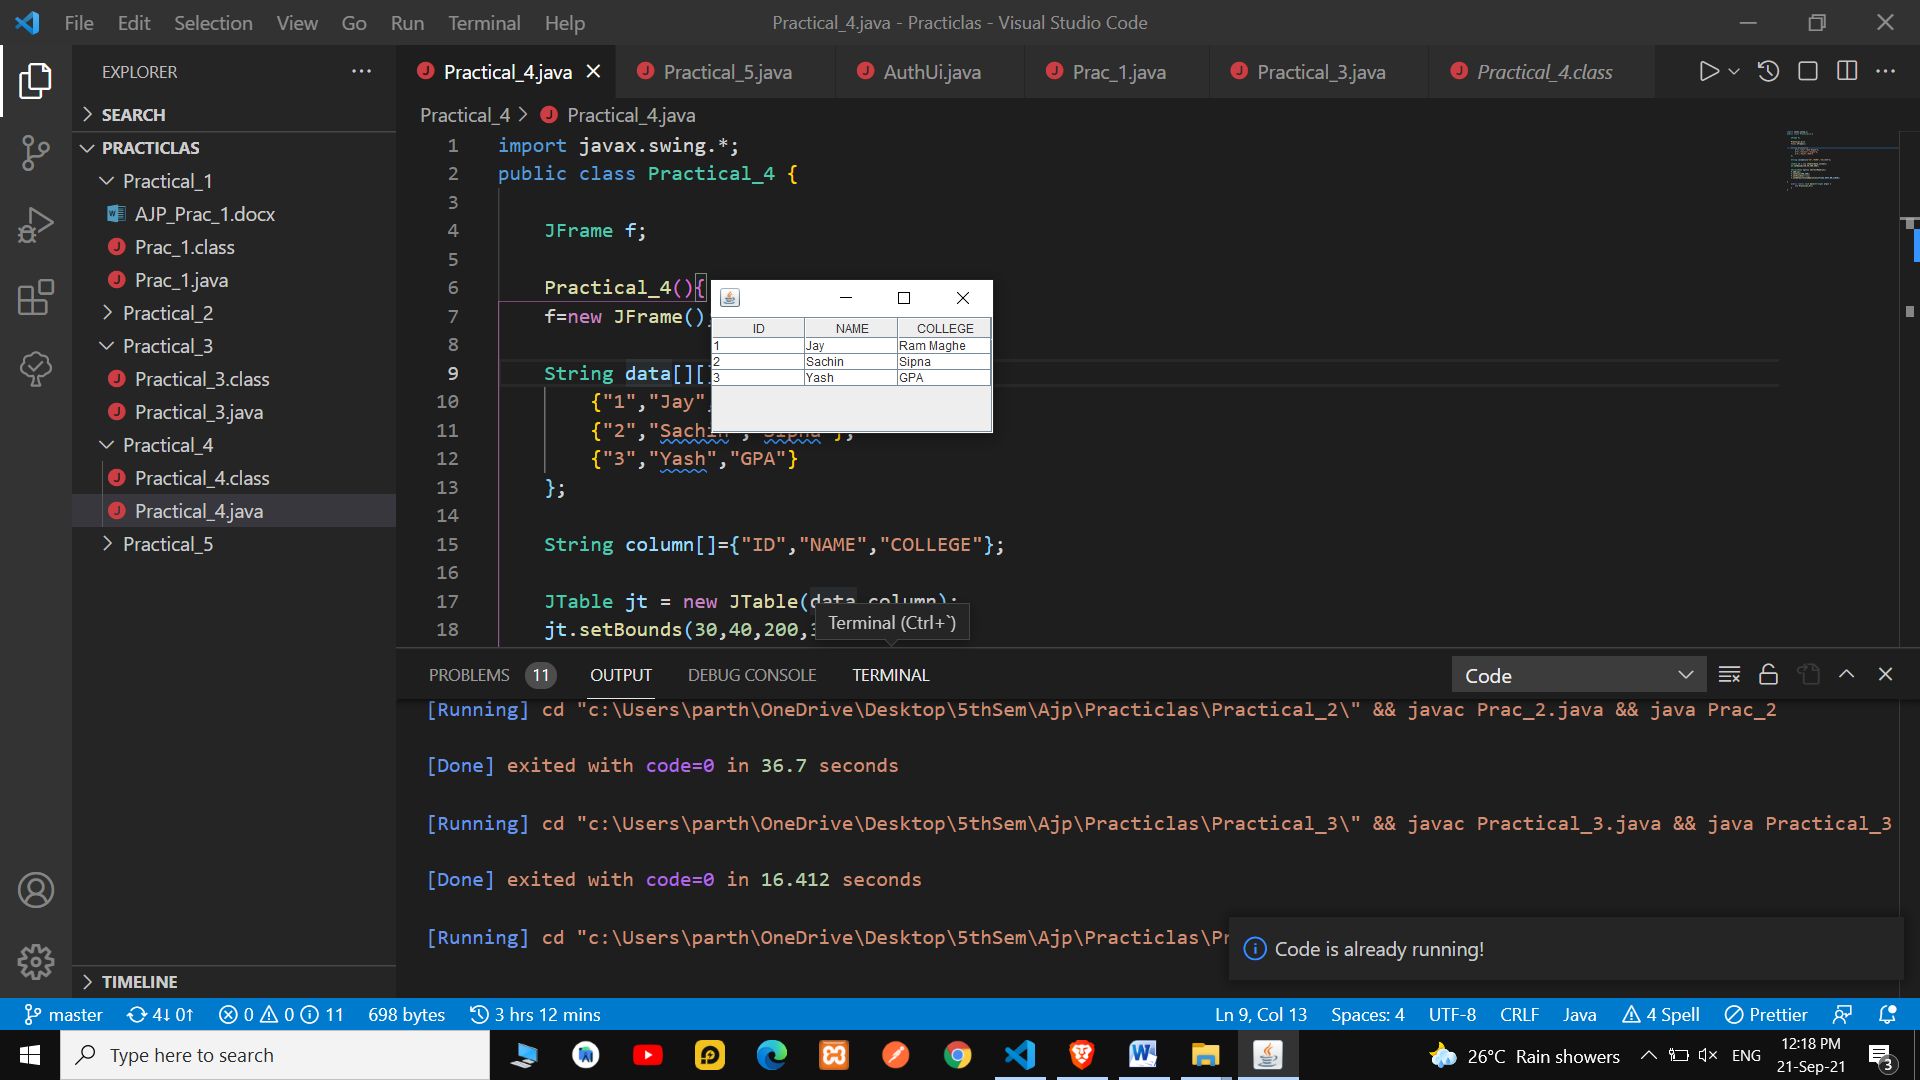 File Edit Selection View Go Run Terminal Help
Practical_4.java - Practiclas - Visual Studio Code
EXPLORER
SEARCH
PRACTICLAS
Practical_1
AJP_Prac_1.docx
Prac_1.class
Prac_1.java
Practical_2
Practical_3
Practical_3.class
Practical_3.java
Practical_4
Practical_4.class
Practical_4.java
Practical_5
TIMELINE
Practical_4.java Practical_5.java AuthUi.java Prac_1.java Practical_3.java Practical_4.class
Practical_4 > Practical_4.java
1 import javax.swing.*;
2 public class Practical_4 {
3
4 JFrame f;
5
6 Practical_4(){
7 f=new JFrame()
8
9 String data[][]
10 {"1","Jay"
11 {"2","Sachin","Sipna"},
12 {"3","Yash","GPA"}
13 };
14
15 String column[]={"ID","NAME","COLLEGE"};
16
17 JTable jt = new JTable(data,column);
18 jt.setBounds(30,40,200,
ID NAME COLLEGE
1 Jay Ram Maghe
2 Sachin Sipna
3 Yash GPA
Terminal (Ctrl+`)
PROBLEMS 11 OUTPUT DEBUG CONSOLE TERMINAL
Code
[Running] cd "c:\Users\parth\OneDrive\Desktop\5thSem\Ajp\Practiclas\Practical_2\" && javac Prac_2.java && java Prac_2
[Done] exited with code=0 in 36.7 seconds
[Running] cd "c:\Users\parth\OneDrive\Desktop\5thSem\Ajp\Practiclas\Practical_3\" && javac Practical_3.java && java Practical_3
[Done] exited with code=0 in 16.412 seconds
[Running] cd "c:\Users\parth\OneDrive\Desktop\5thSem\Ajp\Practiclas\Pr
Code is already running!
master 4↓ 0↑ 0 0 11 698 bytes 3 hrs 12 mins
Ln 9, Col 13 Spaces: 4 UTF-8 CRLF Java 4 Spell Prettier
Type here to search
26°C Rain showers
ENG
12:18 PM
21-Sep-21
3